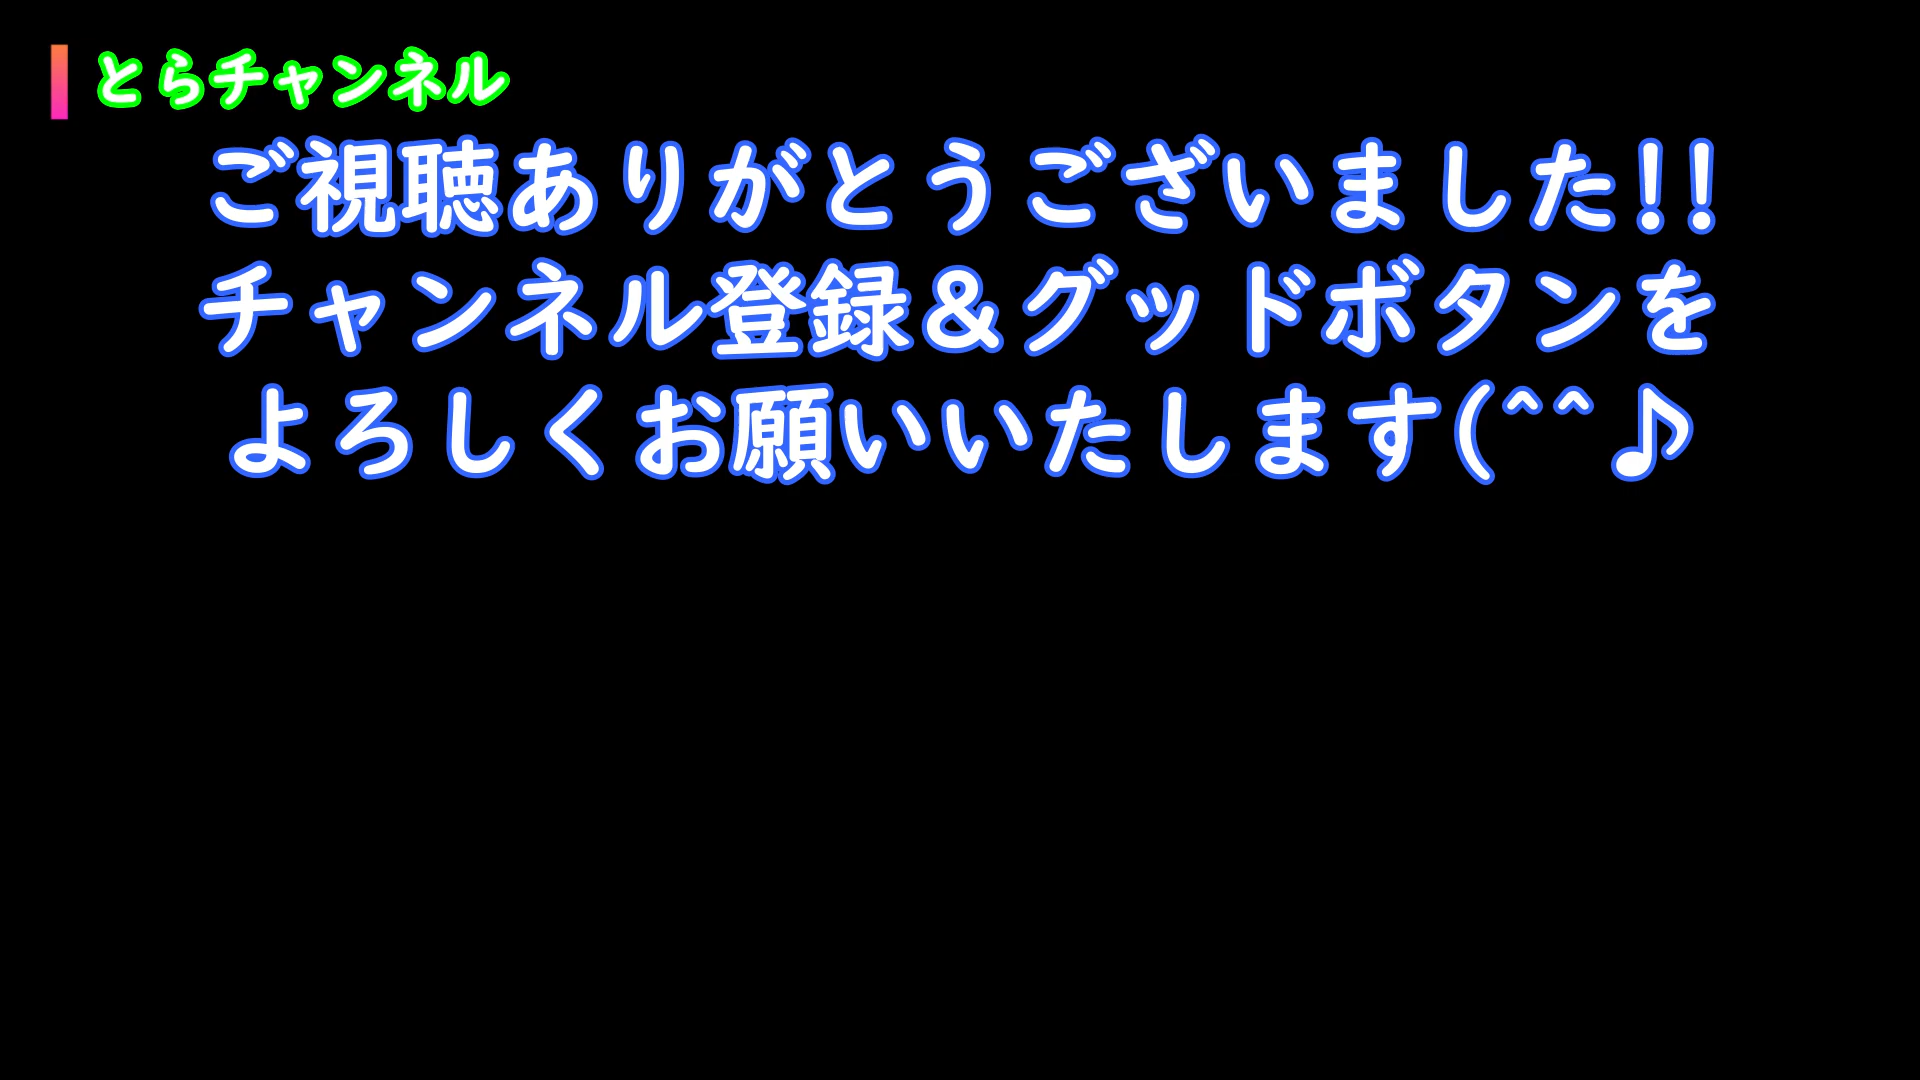 とらチャンネル
ご視聴ありがとうございました!!
チャンネル登録&グッドボタンを
よろしくお願いいたします(^^♪